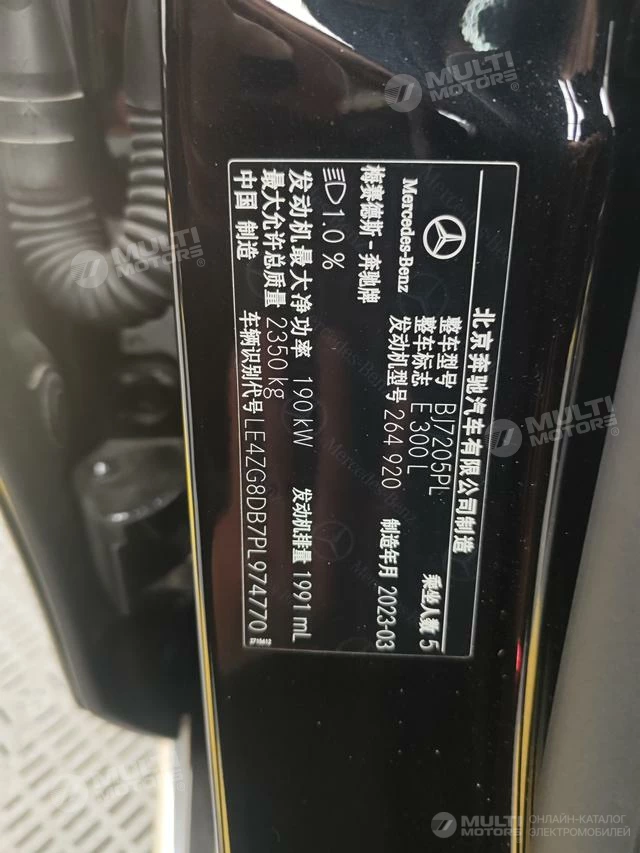 北京奔驰汽车有限公司制造
Mercedes-Benz
梅赛德斯-奔驰牌
整车型号 BJ7205PL
整车标志 E 300 L
乘坐人数 5
发动机型号 264 920
制造年月 2023-03
1.0 %
发动机最大净功率 190 kW
发动机排量 1991 mL
最大允许总质量 2350 kg
中国 制造
车辆识别代号 LE4ZG8DB7PL974770
MULTI
MOTORS
MULTI
MOTORS
MULTI
MOTORS
MULTI
MOTORS
MULTI
MOTORS
ОНЛАЙН-КАТАЛОГ
ЭЛЕКТРОМОБИЛЕЙ